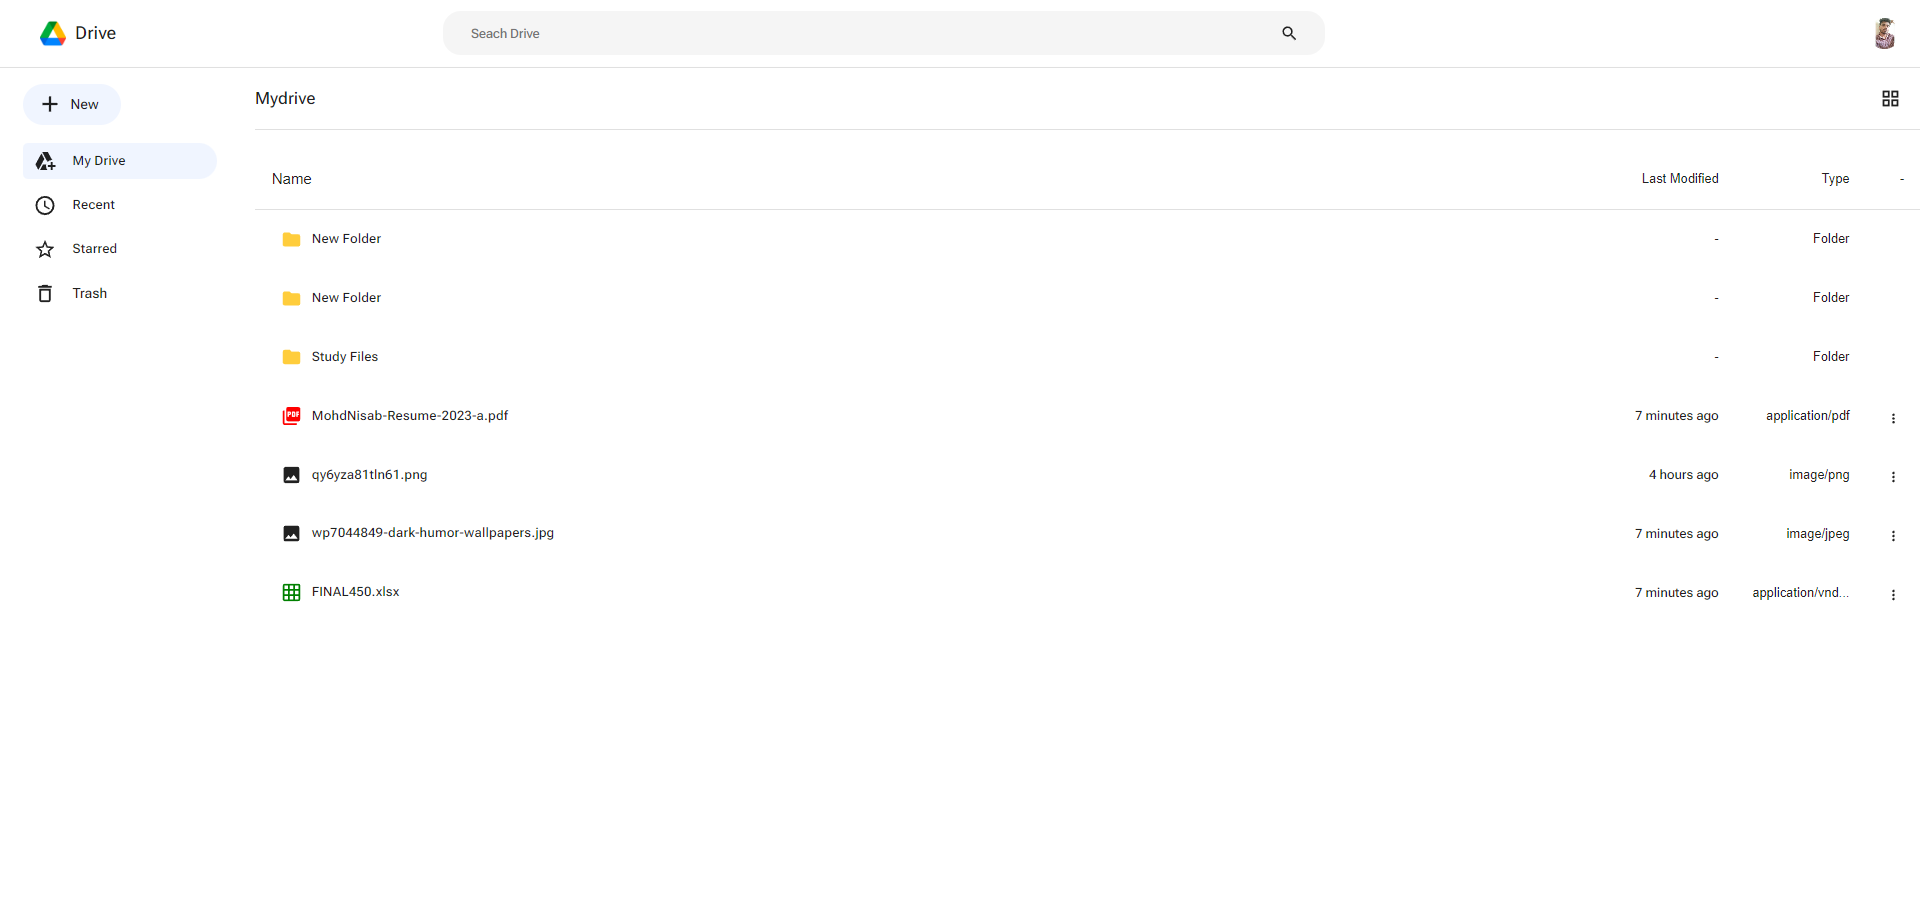 Drive
Seach Drive
New
My Drive
Recent
Starred
Trash
Mydrive
Name Last Modified Type -
New Folder - Folder
New Folder - Folder
Study Files - Folder
PDF MohdNisab-Resume-2023-a.pdf 7 minutes ago application/pdf
qy6yza81tln61.png 4 hours ago image/png
wp7044849-dark-humor-wallpapers.jpg 7 minutes ago image/jpeg
FINAL450.xlsx 7 minutes ago application/vnd...